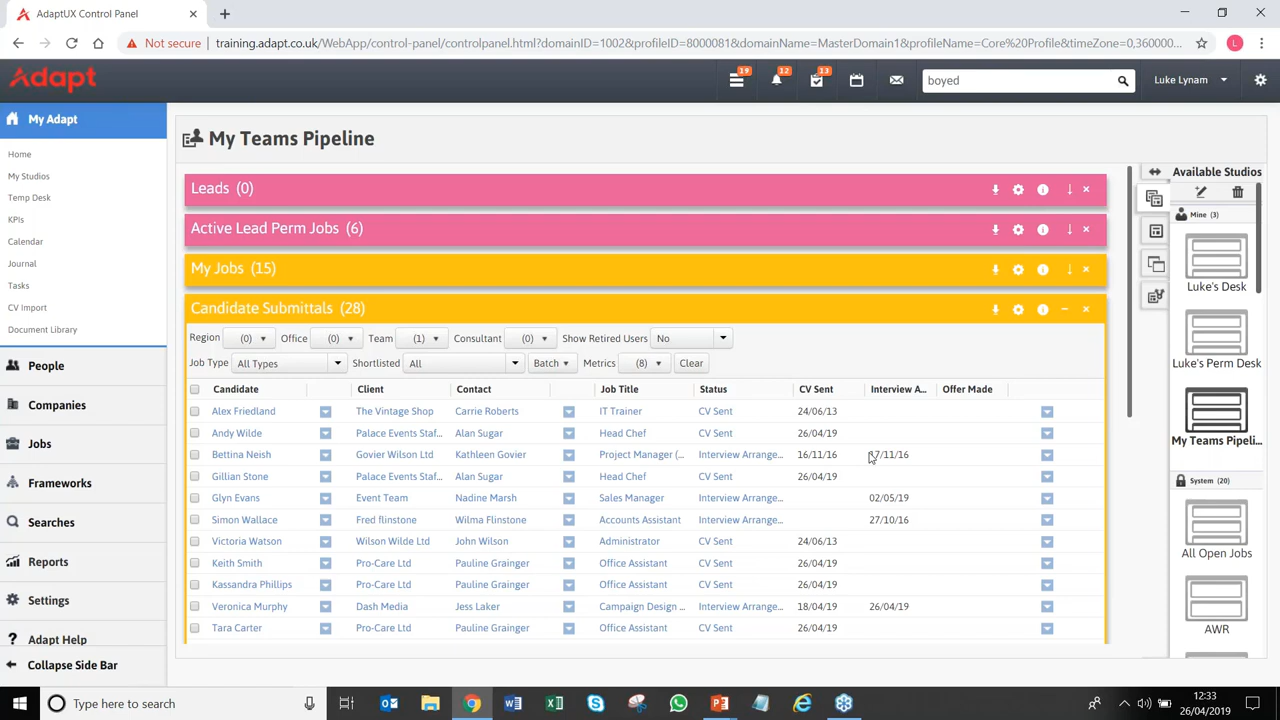 AdaptUX Control Panel
Not secure training.adapt.co.uk/WebApp/control-panel/controlpanel.html?domainID=1002&profileID=8000081&domainName=MasterDomain1&profileName=Core%20Profile&timeZone=0,360000...
L
Adapt
19
12
13
boyed
Luke Lynam
My Adapt
Home
My Studios
Temp Desk
KPIs
Calendar
Journal
Tasks
CV Import
Document Library
People
Companies
Jobs
Frameworks
Searches
Reports
Settings
Adapt Help
Collapse Side Bar
My Teams Pipeline
Leads (0)
Active Lead Perm Jobs (6)
My Jobs (15)
Candidate Submittals (28)
Region (0) Office (0) Team (1) Consultant (0) Show Retired Users No
Job Type All Types Shortlisted All Batch Metrics (8) Clear
Candidate Client Contact Job Title Status CV Sent Interview A... Offer Made
Alex Friedland The Vintage Shop Carrie Roberts IT Trainer CV Sent 24/06/13
Andy Wilde Palace Events Staf... Alan Sugar Head Chef CV Sent 26/04/19
Bettina Neish Govier Wilson Ltd Kathleen Govier Project Manager (... Interview Arrange... 16/11/16 17/11/16
Gillian Stone Palace Events Staf... Alan Sugar Head Chef CV Sent 26/04/19
Glyn Evans Event Team Nadine Marsh Sales Manager Interview Arrange... 02/05/19
Simon Wallace Fred flinstone Wilma Flinstone Accounts Assistant Interview Arrange... 27/10/16
Victoria Watson Wilson Wilde Ltd John Wilson Administrator CV Sent 24/06/13
Keith Smith Pro-Care Ltd Pauline Grainger Office Assistant CV Sent 26/04/19
Kassandra Phillips Pro-Care Ltd Pauline Grainger Office Assistant CV Sent 26/04/19
Veronica Murphy Dash Media Jess Laker Campaign Design ... Interview Arrange... 18/04/19 26/04/19
Tara Carter Pro-Care Ltd Pauline Grainger Office Assistant CV Sent 26/04/19
Available Studios
Mine (3)
Luke's Desk
Luke's Perm Desk
My Teams Pipeli...
System (20)
All Open Jobs
AWR
Type here to search
12:33
26/04/2019